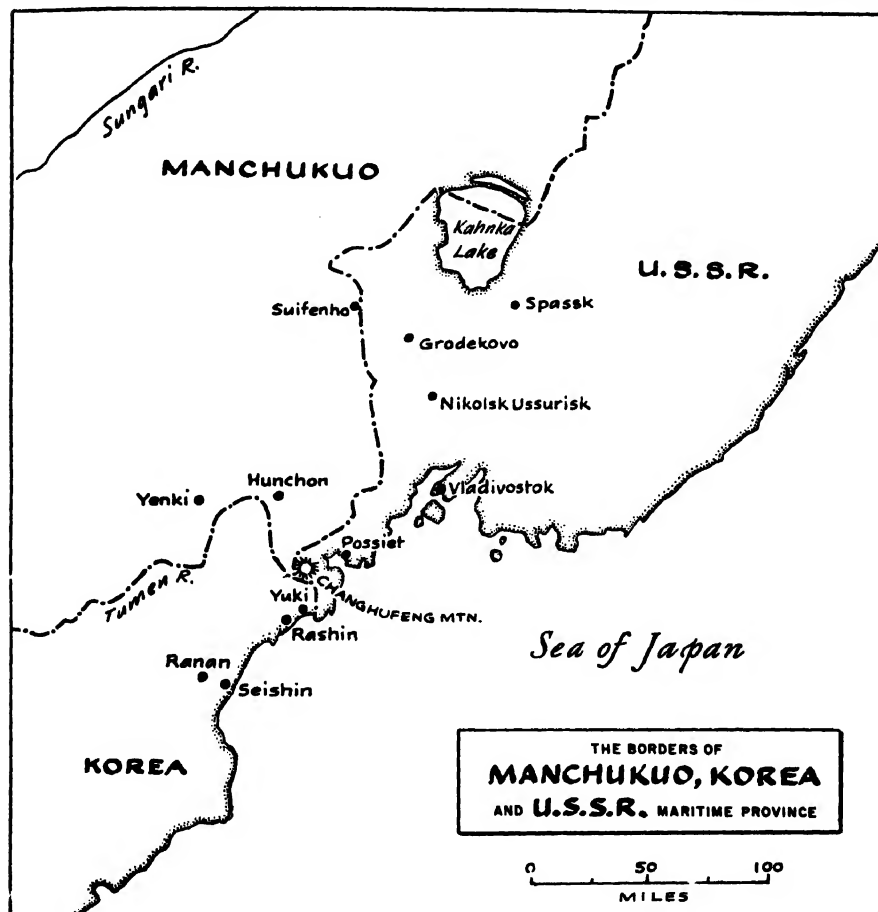 Sungari R.
MANCHUKUO
Kahnka
Lake
U.S.S.R.
Suifenho
Spassk
Grodekovo
Nikolsk Ussurisk
Yenki
Hunchon
Vladivostok
Possiet
Tumen R.
CHANGHUFENG MTN.
Yuki
Rashin
Sea of Japan
Ranan
Seishin
KOREA
THE BORDERS OF
MANCHUKUO, KOREA
AND U.S.S.R. MARITIME PROVINCE
0 50 100
MILES